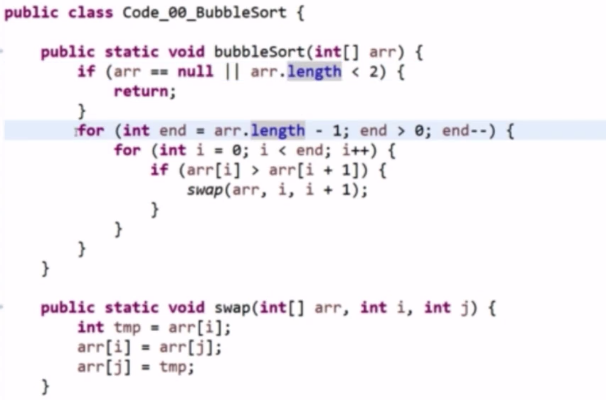 public class Code_00_BubbleSort {
public static void bubbleSort(int[] arr) {
if (arr == null || arr.length < 2) {
return;
}
for (int end = arr.length - 1; end > 0; end--) {
for (int i = 0; i < end; i++) {
if (arr[i] > arr[i + 1]) {
swap(arr, i, i + 1);
}
}
}
}
public static void swap(int[] arr, int i, int j) {
int tmp = arr[i];
arr[i] = arr[j];
arr[j] = tmp;
}